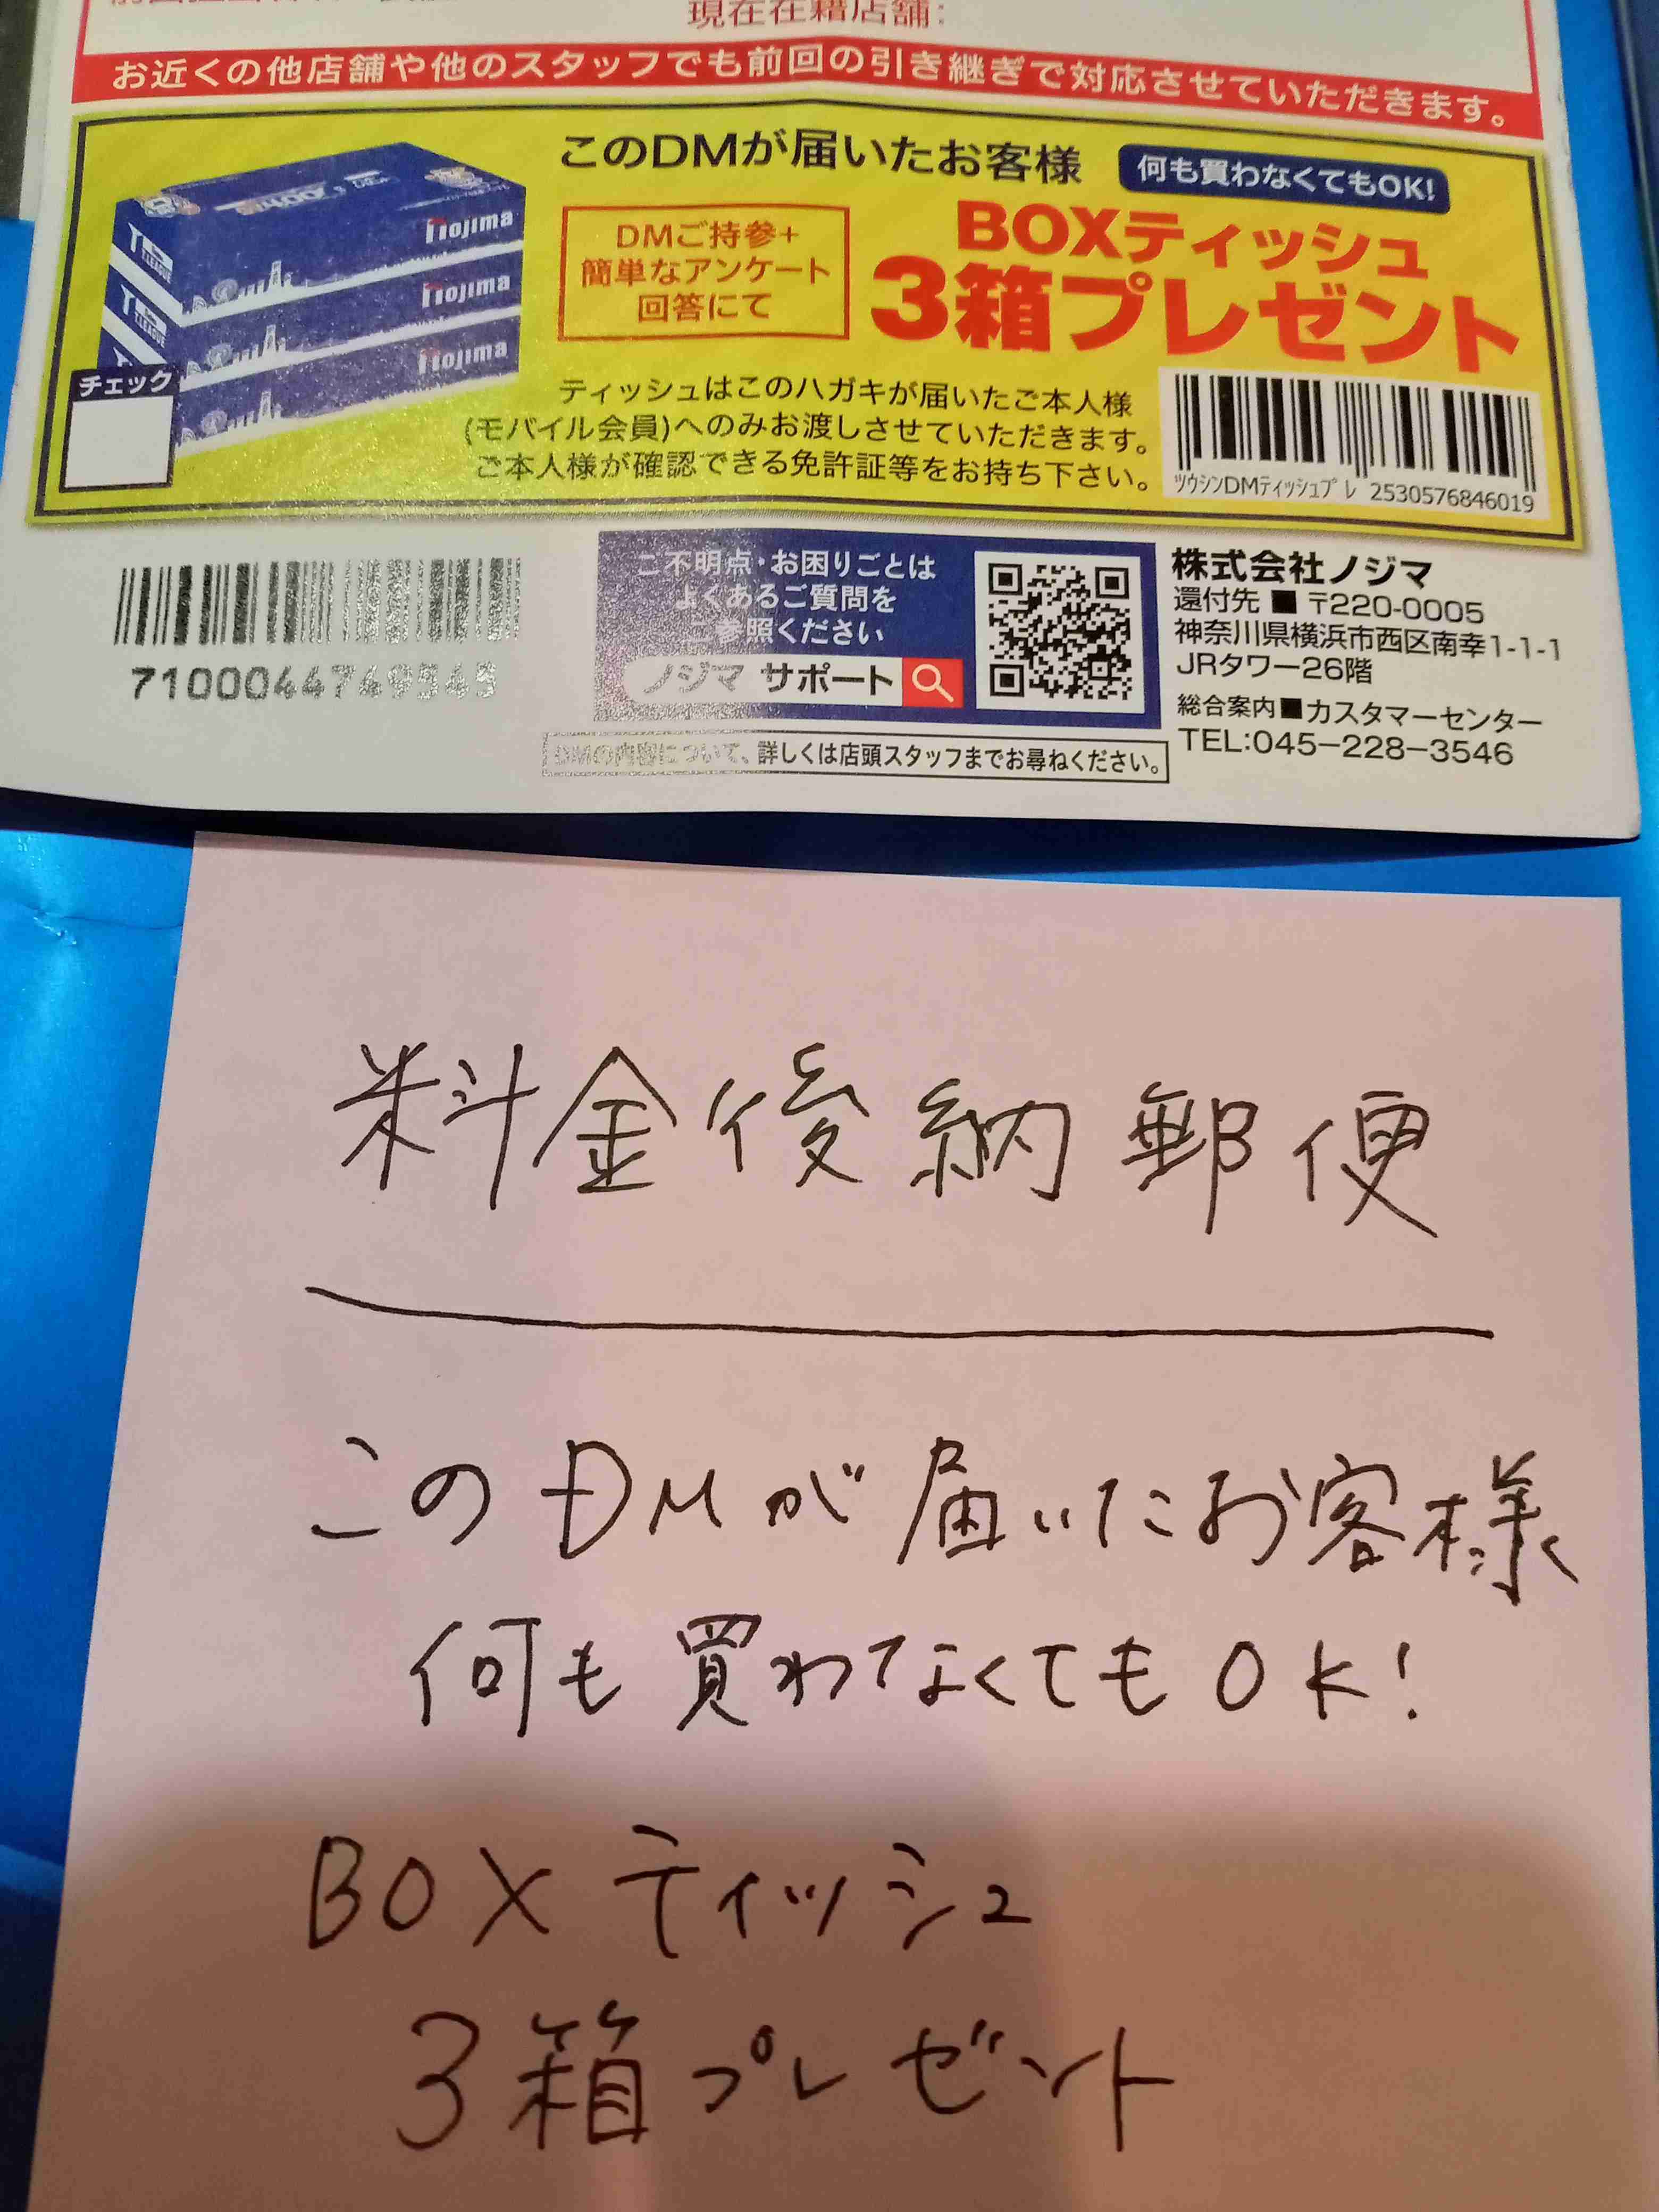 現在在籍店舗:
お近くの他店舗や他のスタッフでも前回の引き継ぎで対応させていただきます。
このDMが届いたお客様
何も買わなくてもOK!
DMご持参+
簡単なアンケート
回答にて
BOXティッシュ
3箱プレゼント
nojima
nojima
nojima
チェック
ティッシュはこのハガキが届いたご本人様
(モバイル会員)へのみお渡しさせていただきます。
ご本人様が確認できる免許証等をお持ち下さい。
ツウシンDMティッシュプレ 2530576846019
7100044749545
ご不明点・お困りごとは
よくあるご質問を
ご参照ください
ノジマ サポート
DMの内容について、詳しくは店頭スタッフまでお尋ねください。
株式会社ノジマ
還付先■〒220-0005
神奈川県横浜市西区南幸1-1-1
JRタワー26階
総合案内■カスタマーセンター
TEL:045-228-3546
料金後納郵便
このDMが届いたお客様
何も買わなくてもOK!
BOXティッシュ
3箱プレゼント